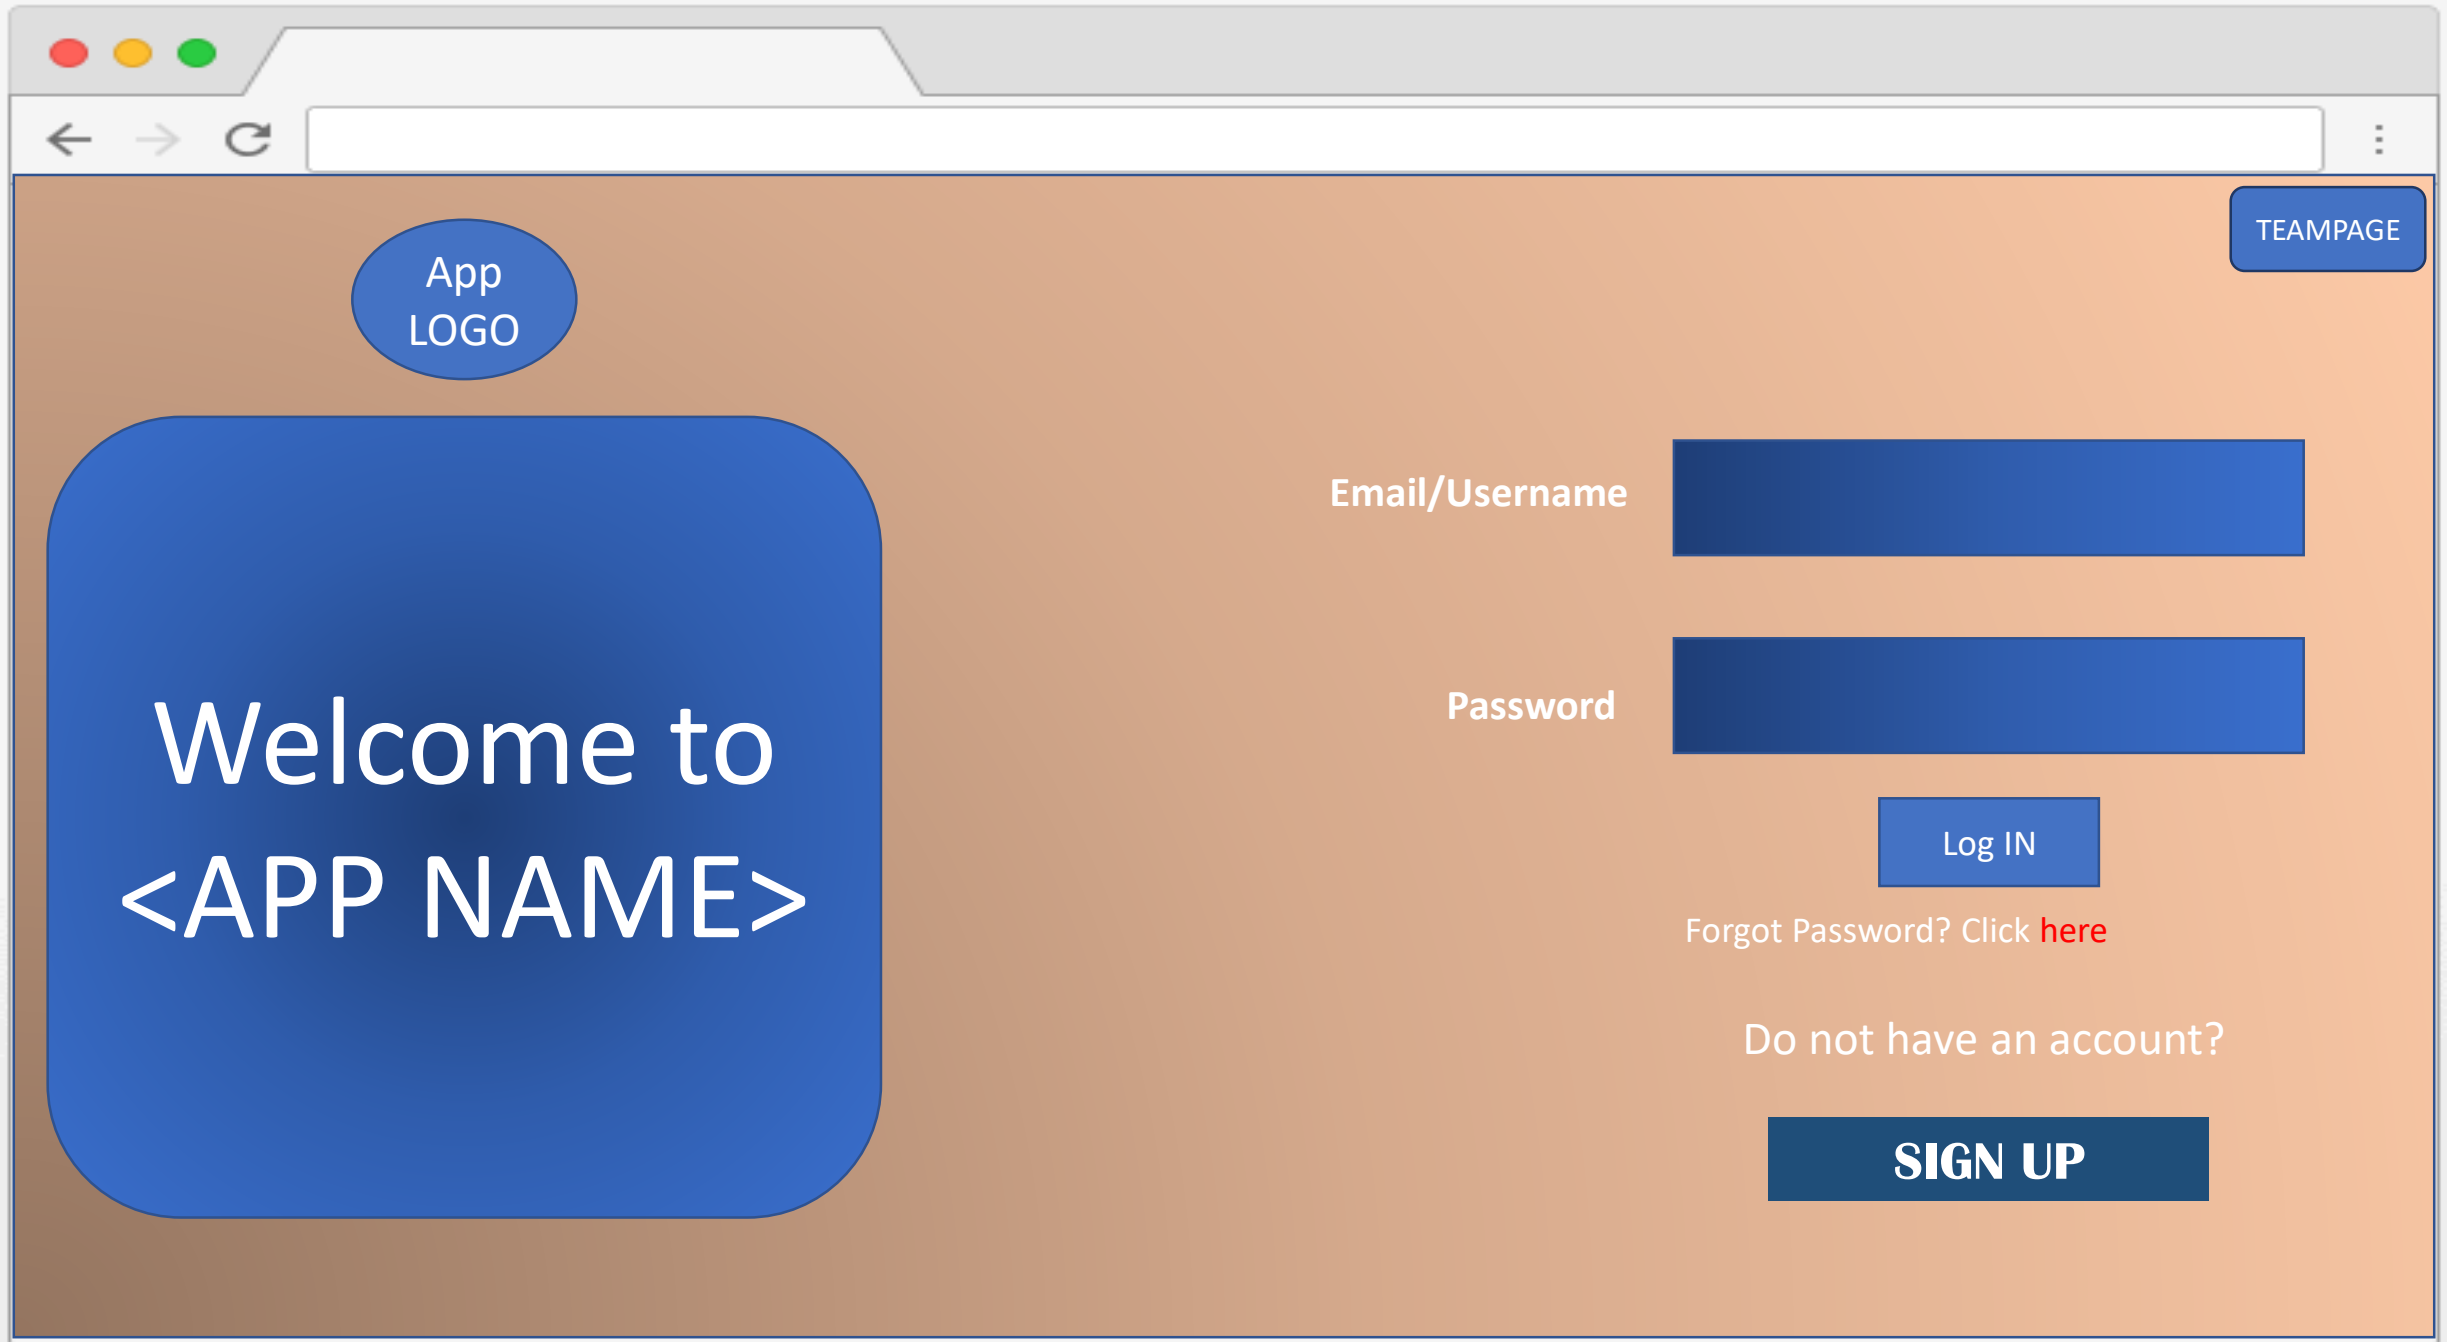 TEAMPAGE
App
LOGO
Welcome to
<APP NAME>
Email/Username
Password
Log IN
Forgot Password? Click here
Do not have an account?
SIGN UP